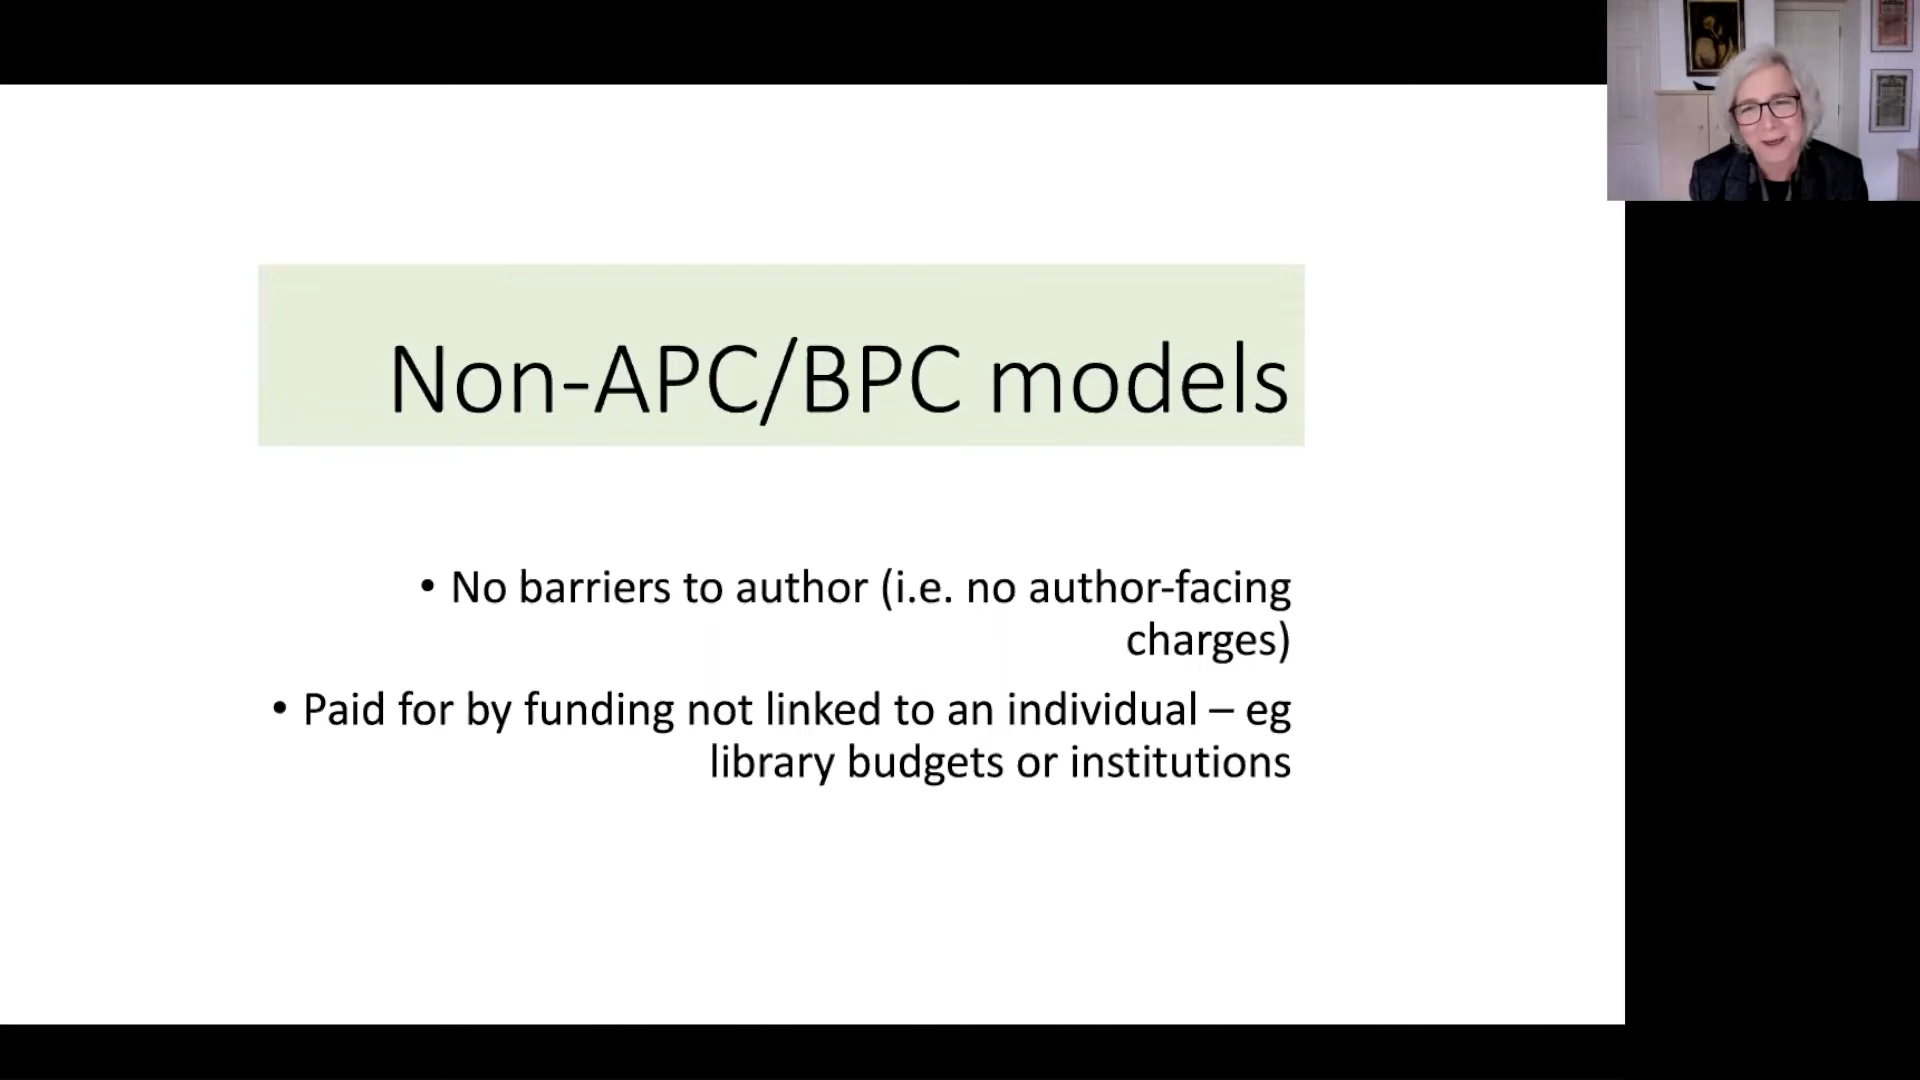 Non-APC/BPC models
• No barriers to author (i.e. no author-facing
charges)
• Paid for by funding not linked to an individual – eg
library budgets or institutions